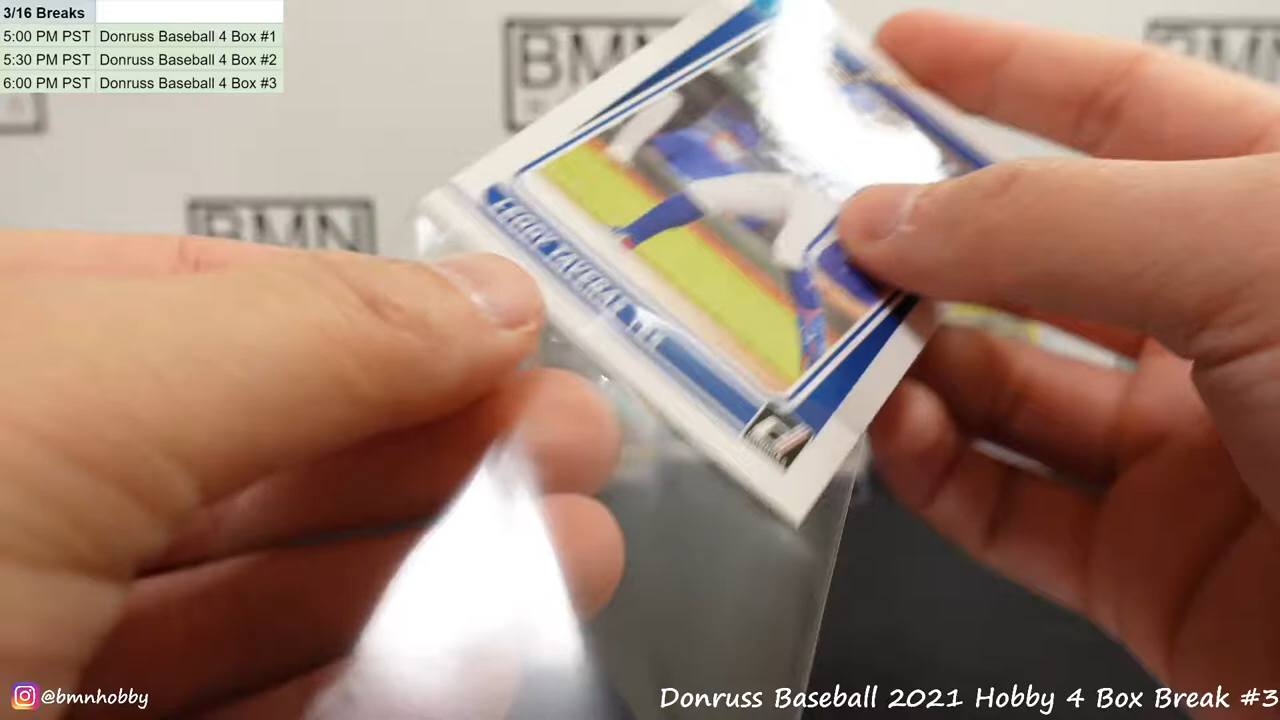 3/16 Breaks
5:00 PM PST Donruss Baseball 4 Box #1
5:30 PM PST Donruss Baseball 4 Box #2
6:00 PM PST Donruss Baseball 4 Box #3
BMN
BMN
@bmnhobby
Donruss Baseball 2021 Hobby 4 Box Break #3